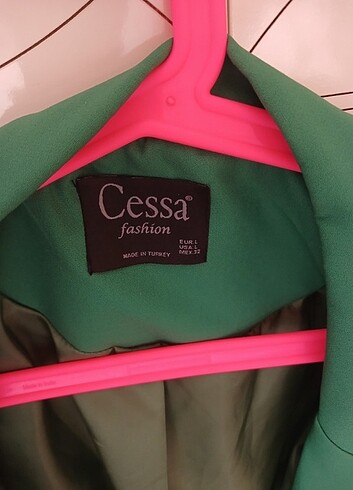 Cessa®
fashion
EUR L
USA L
MEX 32
MADE IN TURKEY